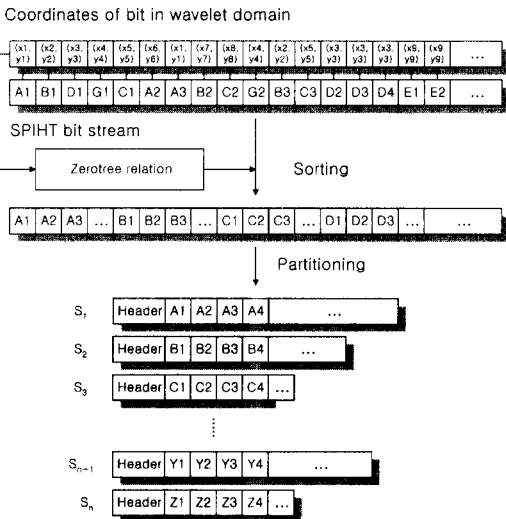 Coordinates of bit in wavelet domain
(x1, y1) (x2, y2) (x3, y3) (x4, y4) (x5, y5) (x6, y6) (x1, y1) (x7, y7) (x8, y8) (x4, y4) (x2, y2) (x5, y5) (x3, y3) (x3, y3) (x3, y3) (x9, y9) (x9 y9) ...
A1 B1 D1 G1 C1 A2 A3 B2 C2 G2 B3 C3 D2 D3 D4 E1 E2 ...
SPIHT bit stream
Zerotree relation
Sorting
A1 A2 A3 ... B1 B2 B3 ... C1 C2 C3 ... D1 D2 D3 ... ...
Partitioning
S1 Header A1 A2 A3 A4 ...
S2 Header B1 B2 B3 B4 ...
S3 Header C1 C2 C3 C4 ...
Sn-1 Header Y1 Y2 Y3 Y4 ...
Sn Header Z1 Z2 Z3 Z4 ...